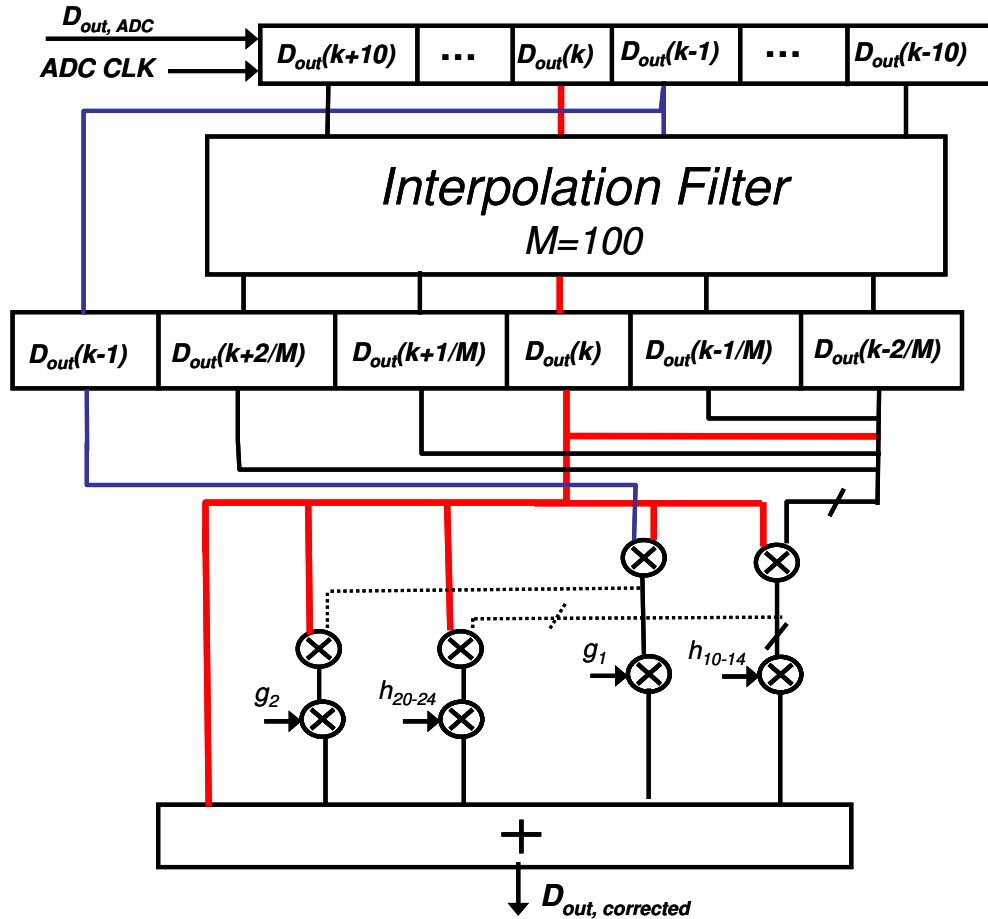 D_out, ADC
ADC CLK
D_out(k+10) ... D_out(k) D_out(k-1) ... D_out(k-10)
Interpolation Filter
M=100
D_out(k-1) D_out(k+2/M) D_out(k+1/M) D_out(k) D_out(k-1/M) D_out(k-2/M)
g_1 h_10-14
g_2 h_20-24
+
D_out, corrected